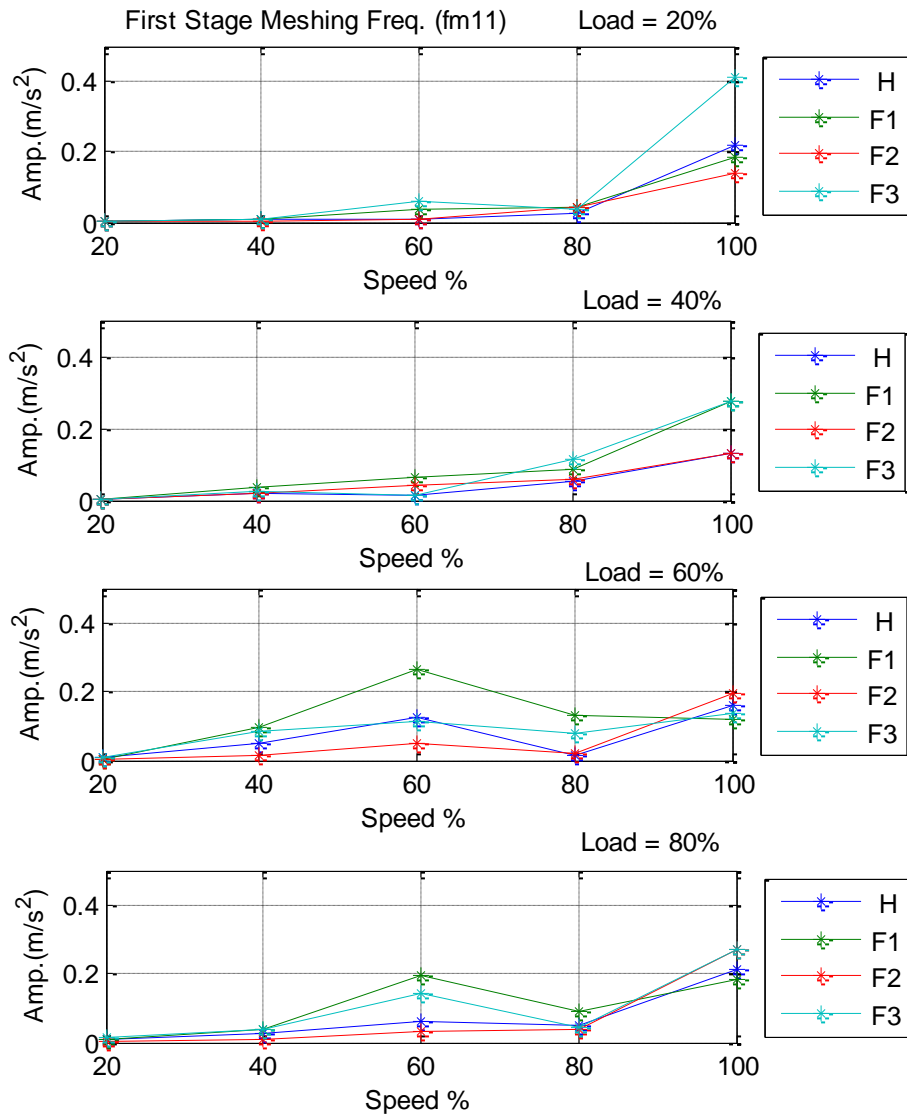 First Stage Meshing Freq. (fm11) Load = 20%
Amp.(m/s²)
0.4
0.2
0
20 40 60 80 100
Speed %
H
F1
F2
F3
Load = 40%
Amp.(m/s²)
0.4
0.2
0
20 40 60 80 100
Speed %
H
F1
F2
F3
Load = 60%
Amp.(m/s²)
0.4
0.2
0
20 40 60 80 100
Speed %
H
F1
F2
F3
Load = 80%
Amp.(m/s²)
0.4
0.2
0
20 40 60 80 100
Speed %
H
F1
F2
F3